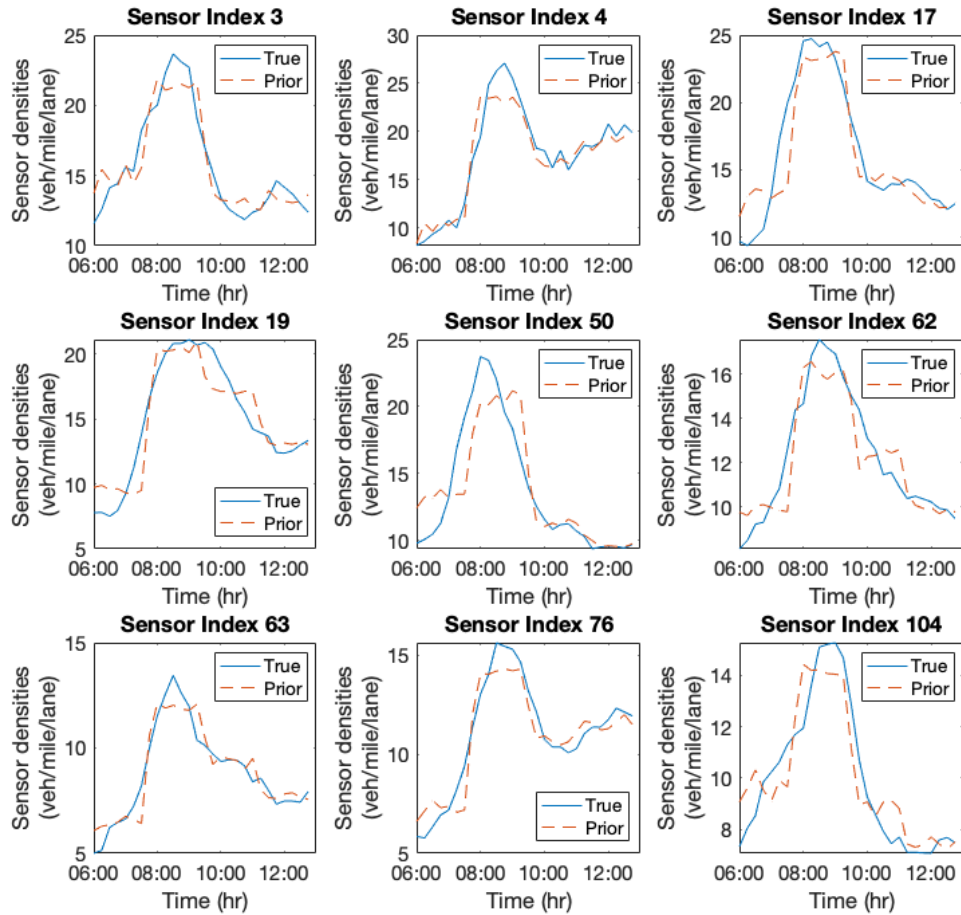 Sensor Index 3
Sensor densities
(veh/mile/lane)
25
20
15
10
True
Prior
06:00 08:00 10:00 12:00
Time (hr)
Sensor Index 4
Sensor densities
(veh/mile/lane)
30
25
20
15
10
True
Prior
06:00 08:00 10:00 12:00
Time (hr)
Sensor Index 17
Sensor densities
(veh/mile/lane)
25
20
15
10
True
Prior
06:00 08:00 10:00 12:00
Time (hr)
Sensor Index 19
Sensor densities
(veh/mile/lane)
20
15
10
5
True
Prior
06:00 08:00 10:00 12:00
Time (hr)
Sensor Index 50
Sensor densities
(veh/mile/lane)
25
20
15
10
True
Prior
06:00 08:00 10:00 12:00
Time (hr)
Sensor Index 62
Sensor densities
(veh/mile/lane)
16
14
12
10
True
Prior
06:00 08:00 10:00 12:00
Time (hr)
Sensor Index 63
Sensor densities
(veh/mile/lane)
15
10
5
True
Prior
06:00 08:00 10:00 12:00
Time (hr)
Sensor Index 76
Sensor densities
(veh/mile/lane)
15
10
5
True
Prior
06:00 08:00 10:00 12:00
Time (hr)
Sensor Index 104
Sensor densities
(veh/mile/lane)
14
12
10
8
True
Prior
06:00 08:00 10:00 12:00
Time (hr)